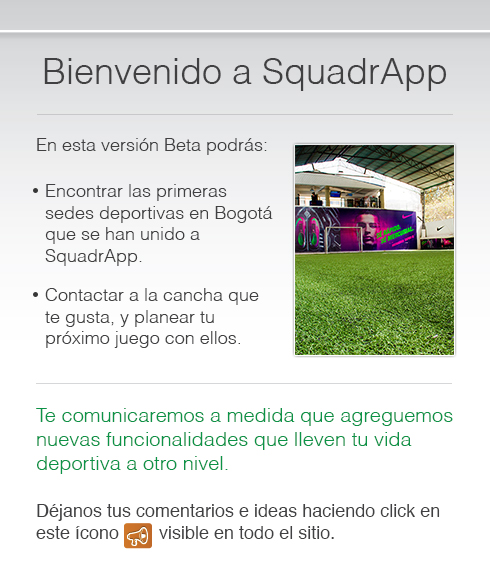 Bienvenido a SquadrApp
En esta versión Beta podrás:
• Encontrar las primeras
sedes deportivas en Bogotá
que se han unido a
SquadrApp.
• Contactar a la cancha que
te gusta, y planear tu
próximo juego con ellos.
Te comunicaremos a medida que agreguemos
nuevas funcionalidades que lleven tu vida
deportiva a otro nivel.
Déjanos tus comentarios e ideas haciendo click en
este ícono visible en todo el sitio.